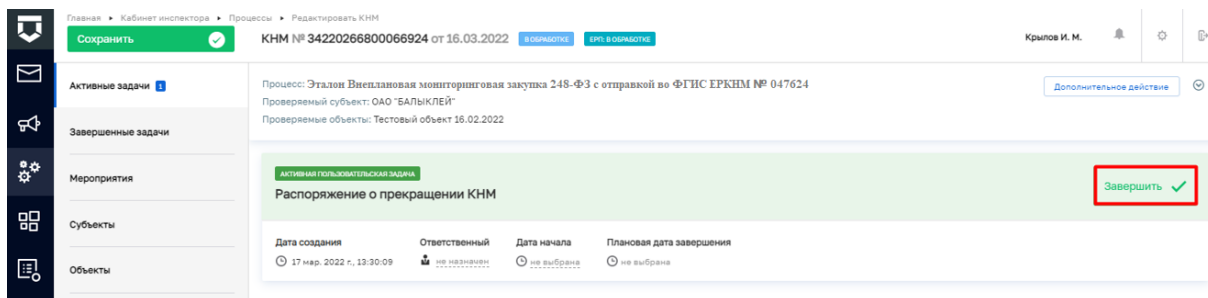 Главная ▸ Кабинет инспектора ▸ Процессы ▸ Редактировать КНМ
Сохранить
КНМ № 34220266800066924 от 16.03.2022 В ОБРАБОТКЕ ЕРП: В ОБРАБОТКЕ
Крылов И. М.
Активные задачи 1
Завершенные задачи
Мероприятия
Субъекты
Объекты
Процесс: Эталон Внеплановая мониторинговая закупка 248-ФЗ с отправкой во ФГИС ЕРКНМ № 047624
Дополнительное действие
Проверяемый субъект: ОАО "БАЛЫКЛЕЙ"
Проверяемые объекты: Тестовый объект 16.02.2022
АКТИВНАЯ ПОЛЬЗОВАТЕЛЬСКАЯ ЗАДАЧА
Распоряжение о прекращении КНМ
Завершить
Дата создания Ответственный Дата начала Плановая дата завершения
17 мар. 2022 г., 13:30:09 не назначен не выбрана не выбрана